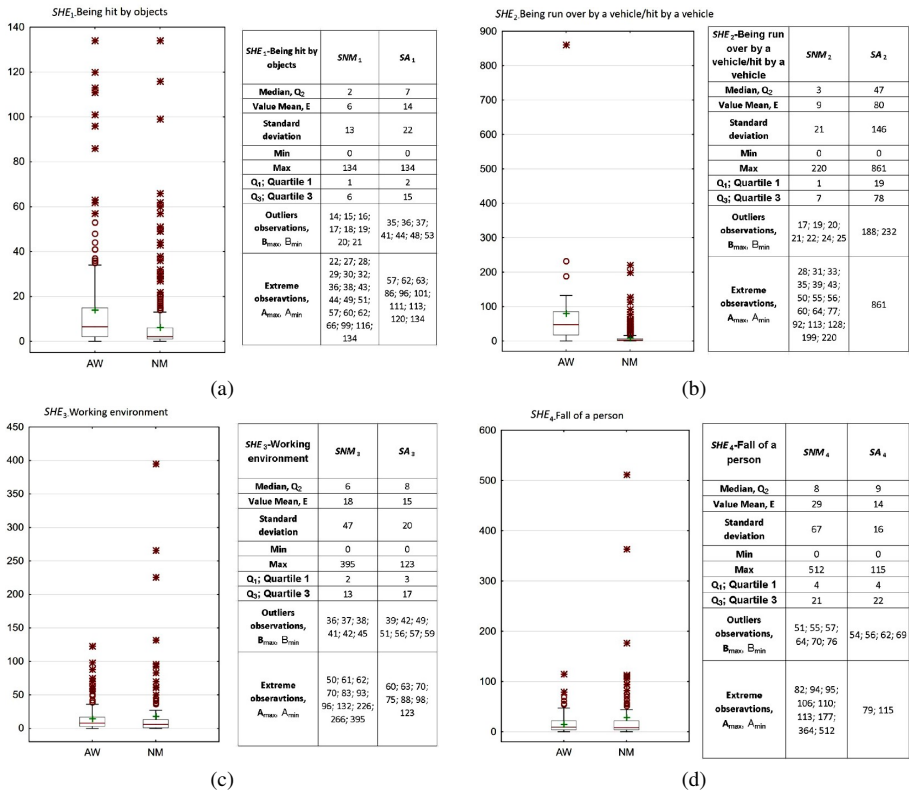 SHE₁.Being hit by objects
140
120
100
80
60
40
20
0
AW
NM
SHE₁-Being hit by objects
SNM₁
SA₁
Median, Q₂
2
7
Value Mean, E
6
14
Standard deviation
13
22
Min
0
0
Max
134
134
Q₁; Quartile 1
1
2
Q₃; Quartile 3
6
15
Outliers
observations,
Bmax, Bmin
14; 15; 16;
17; 18; 19;
20; 21
35; 36; 37;
41; 44; 48; 53
Extreme
obseravtions,
Amax, Amin
22; 27; 28;
29; 30; 32;
36; 38; 43;
44; 49; 51;
57; 60; 62;
66; 99; 116;
134
57; 62; 63;
86; 96; 101;
111; 113;
120; 134
(a)
SHE₂.Being run over by a vehicle/hit by a vehicle
900
800
700
600
500
400
300
200
100
0
AW
NM
SHE₂-Being run
over by a
vehicle/hit by a
vehicle
SNM₂
SA₂
Median, Q₂
3
47
Value Mean, E
9
80
Standard
deviation
21
146
Min
0
0
Max
220
861
Q₁; Quartile 1
1
19
Q₃; Quartile 3
7
78
Outliers
observations,
Bmax, Bmin
17; 19; 20;
21; 22; 24; 25
188; 232
Extreme
obseravtions,
Amax, Amin
28; 31; 33;
35; 39; 43;
50; 55; 56;
60; 64; 77;
92; 113; 128;
199; 220
861
(b)
SHE₃.Working environment
450
400
350
300
250
200
150
100
50
0
AW
NM
SHE₃-Working
environment
SNM₃
SA₃
Median, Q₂
6
8
Value Mean, E
18
15
Standard
deviation
47
20
Min
0
0
Max
395
123
Q₁; Quartile 1
2
3
Q₃; Quartile 3
13
17
Outliers
observations,
Bmax, Bmin
36; 37; 38;
41; 42; 45
39; 42; 49;
51; 56; 57; 59
Extreme
obseravtions,
Amax, Amin
50; 61; 62;
70; 83; 93;
96; 132; 226;
266; 395
60; 63; 70;
75; 88; 98;
123
(c)
SHE₄.Fall of a person
600
500
400
300
200
100
0
AW
NM
SHE₄-Fall of a
person
SNM₄
SA₄
Median, Q₂
8
9
Value Mean, E
29
14
Standard
deviation
67
16
Min
0
0
Max
512
115
Q₁; Quartile 1
4
4
Q₃; Quartile 3
21
22
Outliers
observations,
Bmax, Bmin
51; 55; 57;
64; 70; 76
54; 56; 62; 69
Extreme
obseravtions,
Amax, Amin
82; 94; 95;
106; 110;
113; 177;
364; 512
79; 115
(d)